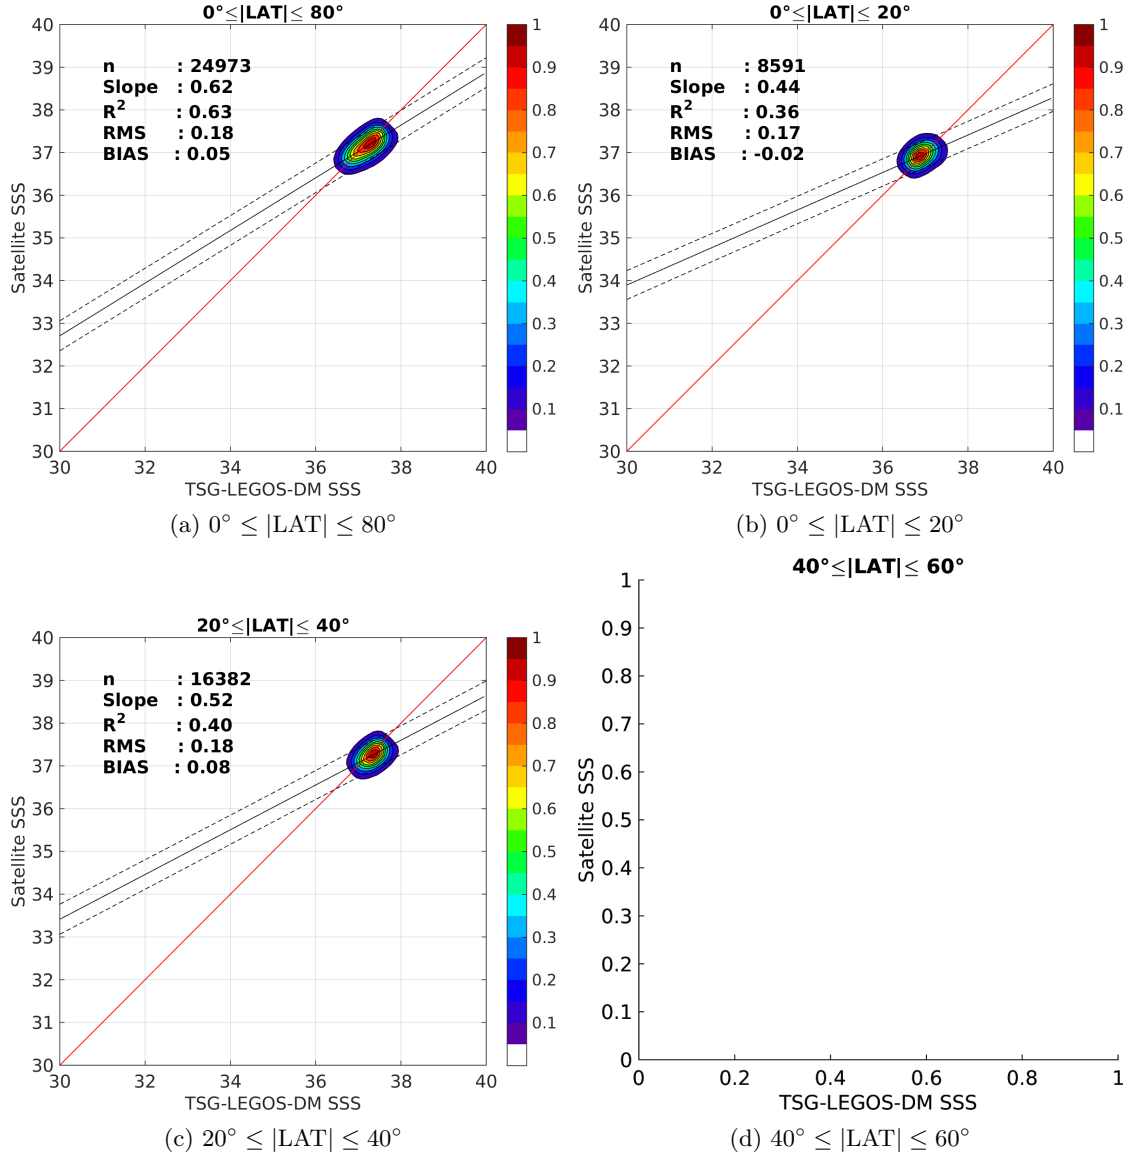 0°≤|LAT|≤ 80°
n : 24973
Slope : 0.62
R² : 0.63
RMS : 0.18
BIAS : 0.05
Satellite SSS
40
39
38
37
36
35
34
33
32
31
30
30 32 34 36 38 40
TSG-LEGOS-DM SSS
1
0.9
0.8
0.7
0.6
0.5
0.4
0.3
0.2
0.1
(a) 0° ≤ |LAT| ≤ 80°
0°≤|LAT|≤ 20°
n : 8591
Slope : 0.44
R² : 0.36
RMS : 0.17
BIAS : -0.02
Satellite SSS
40
39
38
37
36
35
34
33
32
31
30
30 32 34 36 38 40
TSG-LEGOS-DM SSS
1
0.9
0.8
0.7
0.6
0.5
0.4
0.3
0.2
0.1
(b) 0° ≤ |LAT| ≤ 20°
20°≤|LAT|≤ 40°
n : 16382
Slope : 0.52
R² : 0.40
RMS : 0.18
BIAS : 0.08
Satellite SSS
40
39
38
37
36
35
34
33
32
31
30
30 32 34 36 38 40
TSG-LEGOS-DM SSS
1
0.9
0.8
0.7
0.6
0.5
0.4
0.3
0.2
0.1
(c) 20° ≤ |LAT| ≤ 40°
40°≤|LAT|≤ 60°
Satellite SSS
1
0.9
0.8
0.7
0.6
0.5
0.4
0.3
0.2
0.1
0
0 0.2 0.4 0.6 0.8 1
TSG-LEGOS-DM SSS
(d) 40° ≤ |LAT| ≤ 60°